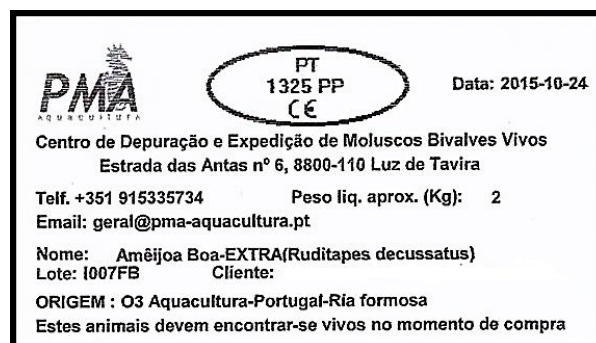 PMA
AQUACULTURA
PT
1325 PP
CE
Data: 2015-10-24
Centro de Depuração e Expedição de Moluscos Bivalves Vivos
Estrada das Antas nº 6, 8800-110 Luz de Tavira
Telf. +351 915335734 Peso liq. aprox. (Kg): 2
Email: geral@pma-aquacultura.pt
Nome: Amêijoa Boa-EXTRA(Ruditapes decussatus)
Lote: I007FB Cliente:
ORIGEM : O3 Aquacultura-Portugal-Ria formosa
Estes animais devem encontrar-se vivos no momento de compra